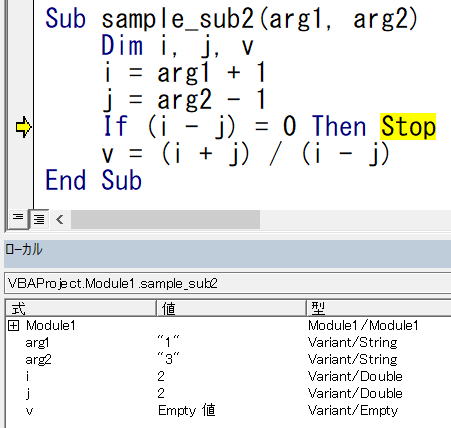 Sub sample_sub2(arg1, arg2)
Dim i, j, v
i = arg1 + 1
j = arg2 - 1
If (i - j) = 0 Then Stop
v = (i + j) / (i - j)
End Sub
ローカル
VBAProject.Module1.sample_sub2
式 値 型
Module1 Module1/Module1
arg1 "1" Variant/String
arg2 "3" Variant/String
i 2 Variant/Double
j 2 Variant/Double
v Empty 値 Variant/Empty